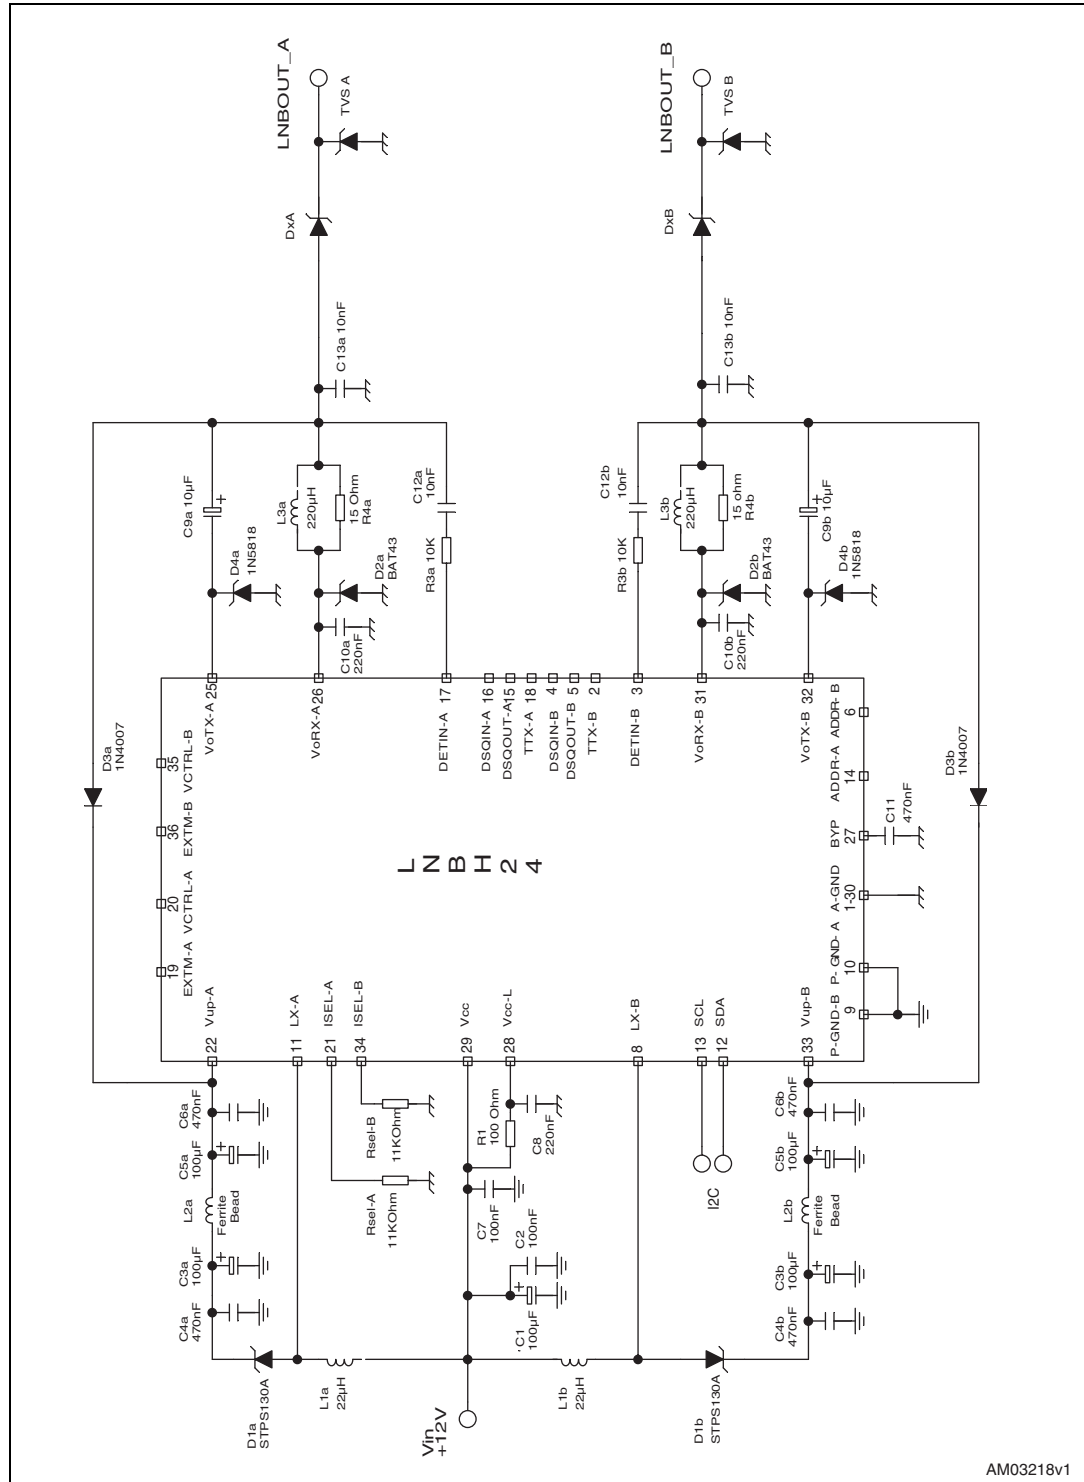 LNBOUT_A
TVS A
DxA
C13a 10nF
LNBOUT_B
TVS B
DxB
C13b 10nF
D3a
1N4007
C9a 10µF
+
D4a
1N5818
L3a
220µH
15 Ohm
R4a
D2a
BAT43
C10a
220nF
C12a
10nF
R3a 10K
C12b
10nF
R3b 10K
L3b
220µH
15 ohm
R4b
D2b
BAT43
C10b
220nF
C9b 10µF
+
D4b
1N5818
D3b
1N4007
VoTX-A 25
VoRX-A 26
DETIN-A 17
DSQIN-A 16
DSQOUT-A 15
TTX-A 18
DSQIN-B 4
DSQOUT-B 5
TTX-B 2
DETIN-B 3
VoRX-B 31
VoTX-B 32
35 VCTRL-B
36 EXTM-B
20 VCTRL-A
19 EXTM-A
LNBH24
ADDR-B 6
ADDR-A 14
BYP 27
A-GND 1-30
P-GND-A 10
P-GND-B 9
C11
470nF
22 Vup-A
11 LX-A
21 ISEL-A
34 ISEL-B
29 Vcc
28 Vcc-L
8 LX-B
13 SCL
12 SDA
33 Vup-B
C6a
470nF
C5a
100µF
+
L2a
Ferrite
Bead
C3a
100µF
+
C4a
470nF
D1a
STPS130A
L1a
22µH
Rsel-B
11KOhm
Rsel-A
11KOhm
R1
100 Ohm
C8
220nF
C7
100nF
C2
100nF
C1
100µF
+
Vin
+12V
I2C
L1b
22µH
D1b
STPS130A
C6b
470nF
C5b
100µF
+
L2b
Ferrite
Bead
C3b
100µF
+
C4b
470nF
AM03218v1